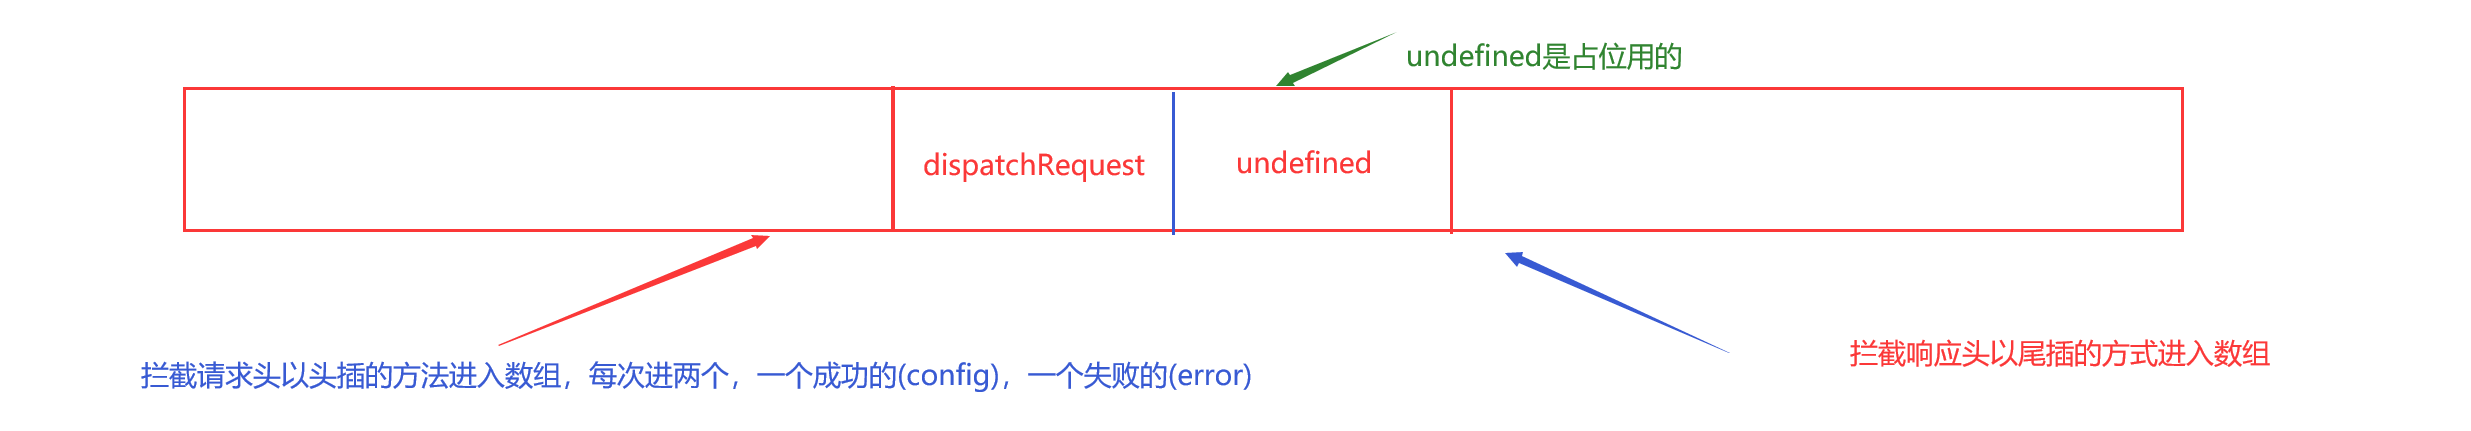 undefined是占位用的
dispatchRequest
undefined
拦截请求头以头插的方法进入数组，每次进两个，一个成功的(config)，一个失败的(error)
拦截响应头以尾插的方式进入数组